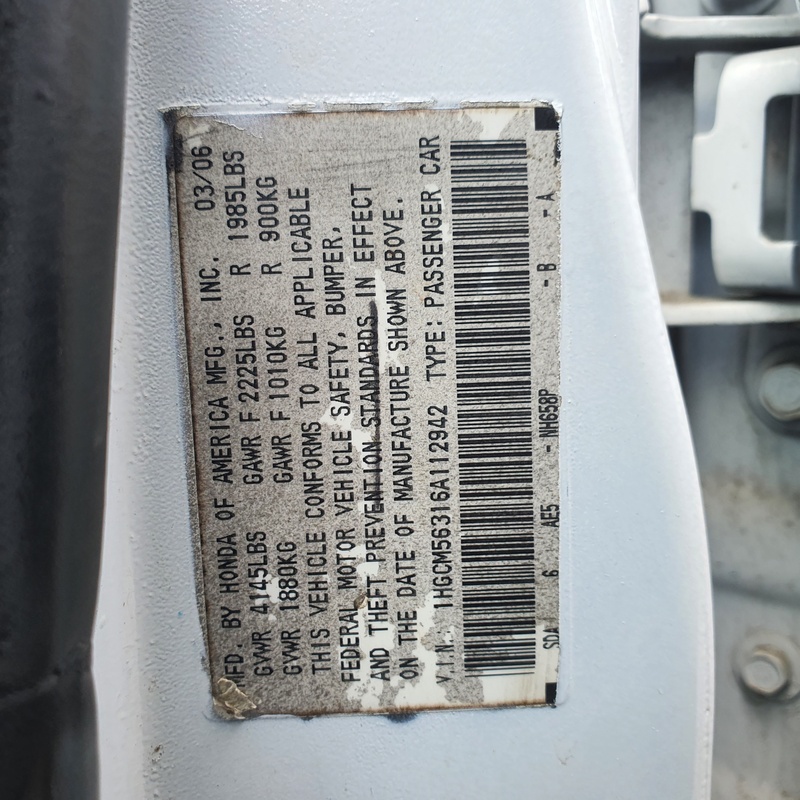 MFD. BY HONDA OF AMERICA MFG., INC. 03/06
GVWR 4145LBS GAWR F 2225LBS R 1985LBS
GVWR 1880KG GAWR F 1010KG R 900KG
THIS VEHICLE CONFORMS TO ALL APPLICABLE
FEDERAL MOTOR VEHICLE SAFETY, BUMPER,
AND THEFT PREVENTION STANDARDS IN EFFECT
ON THE DATE OF MANUFACTURE SHOWN ABOVE.
V.I.N.: 1HGCM56316A112942 TYPE: PASSENGER CAR
SDA 6 AE5 - NH658P - B - A